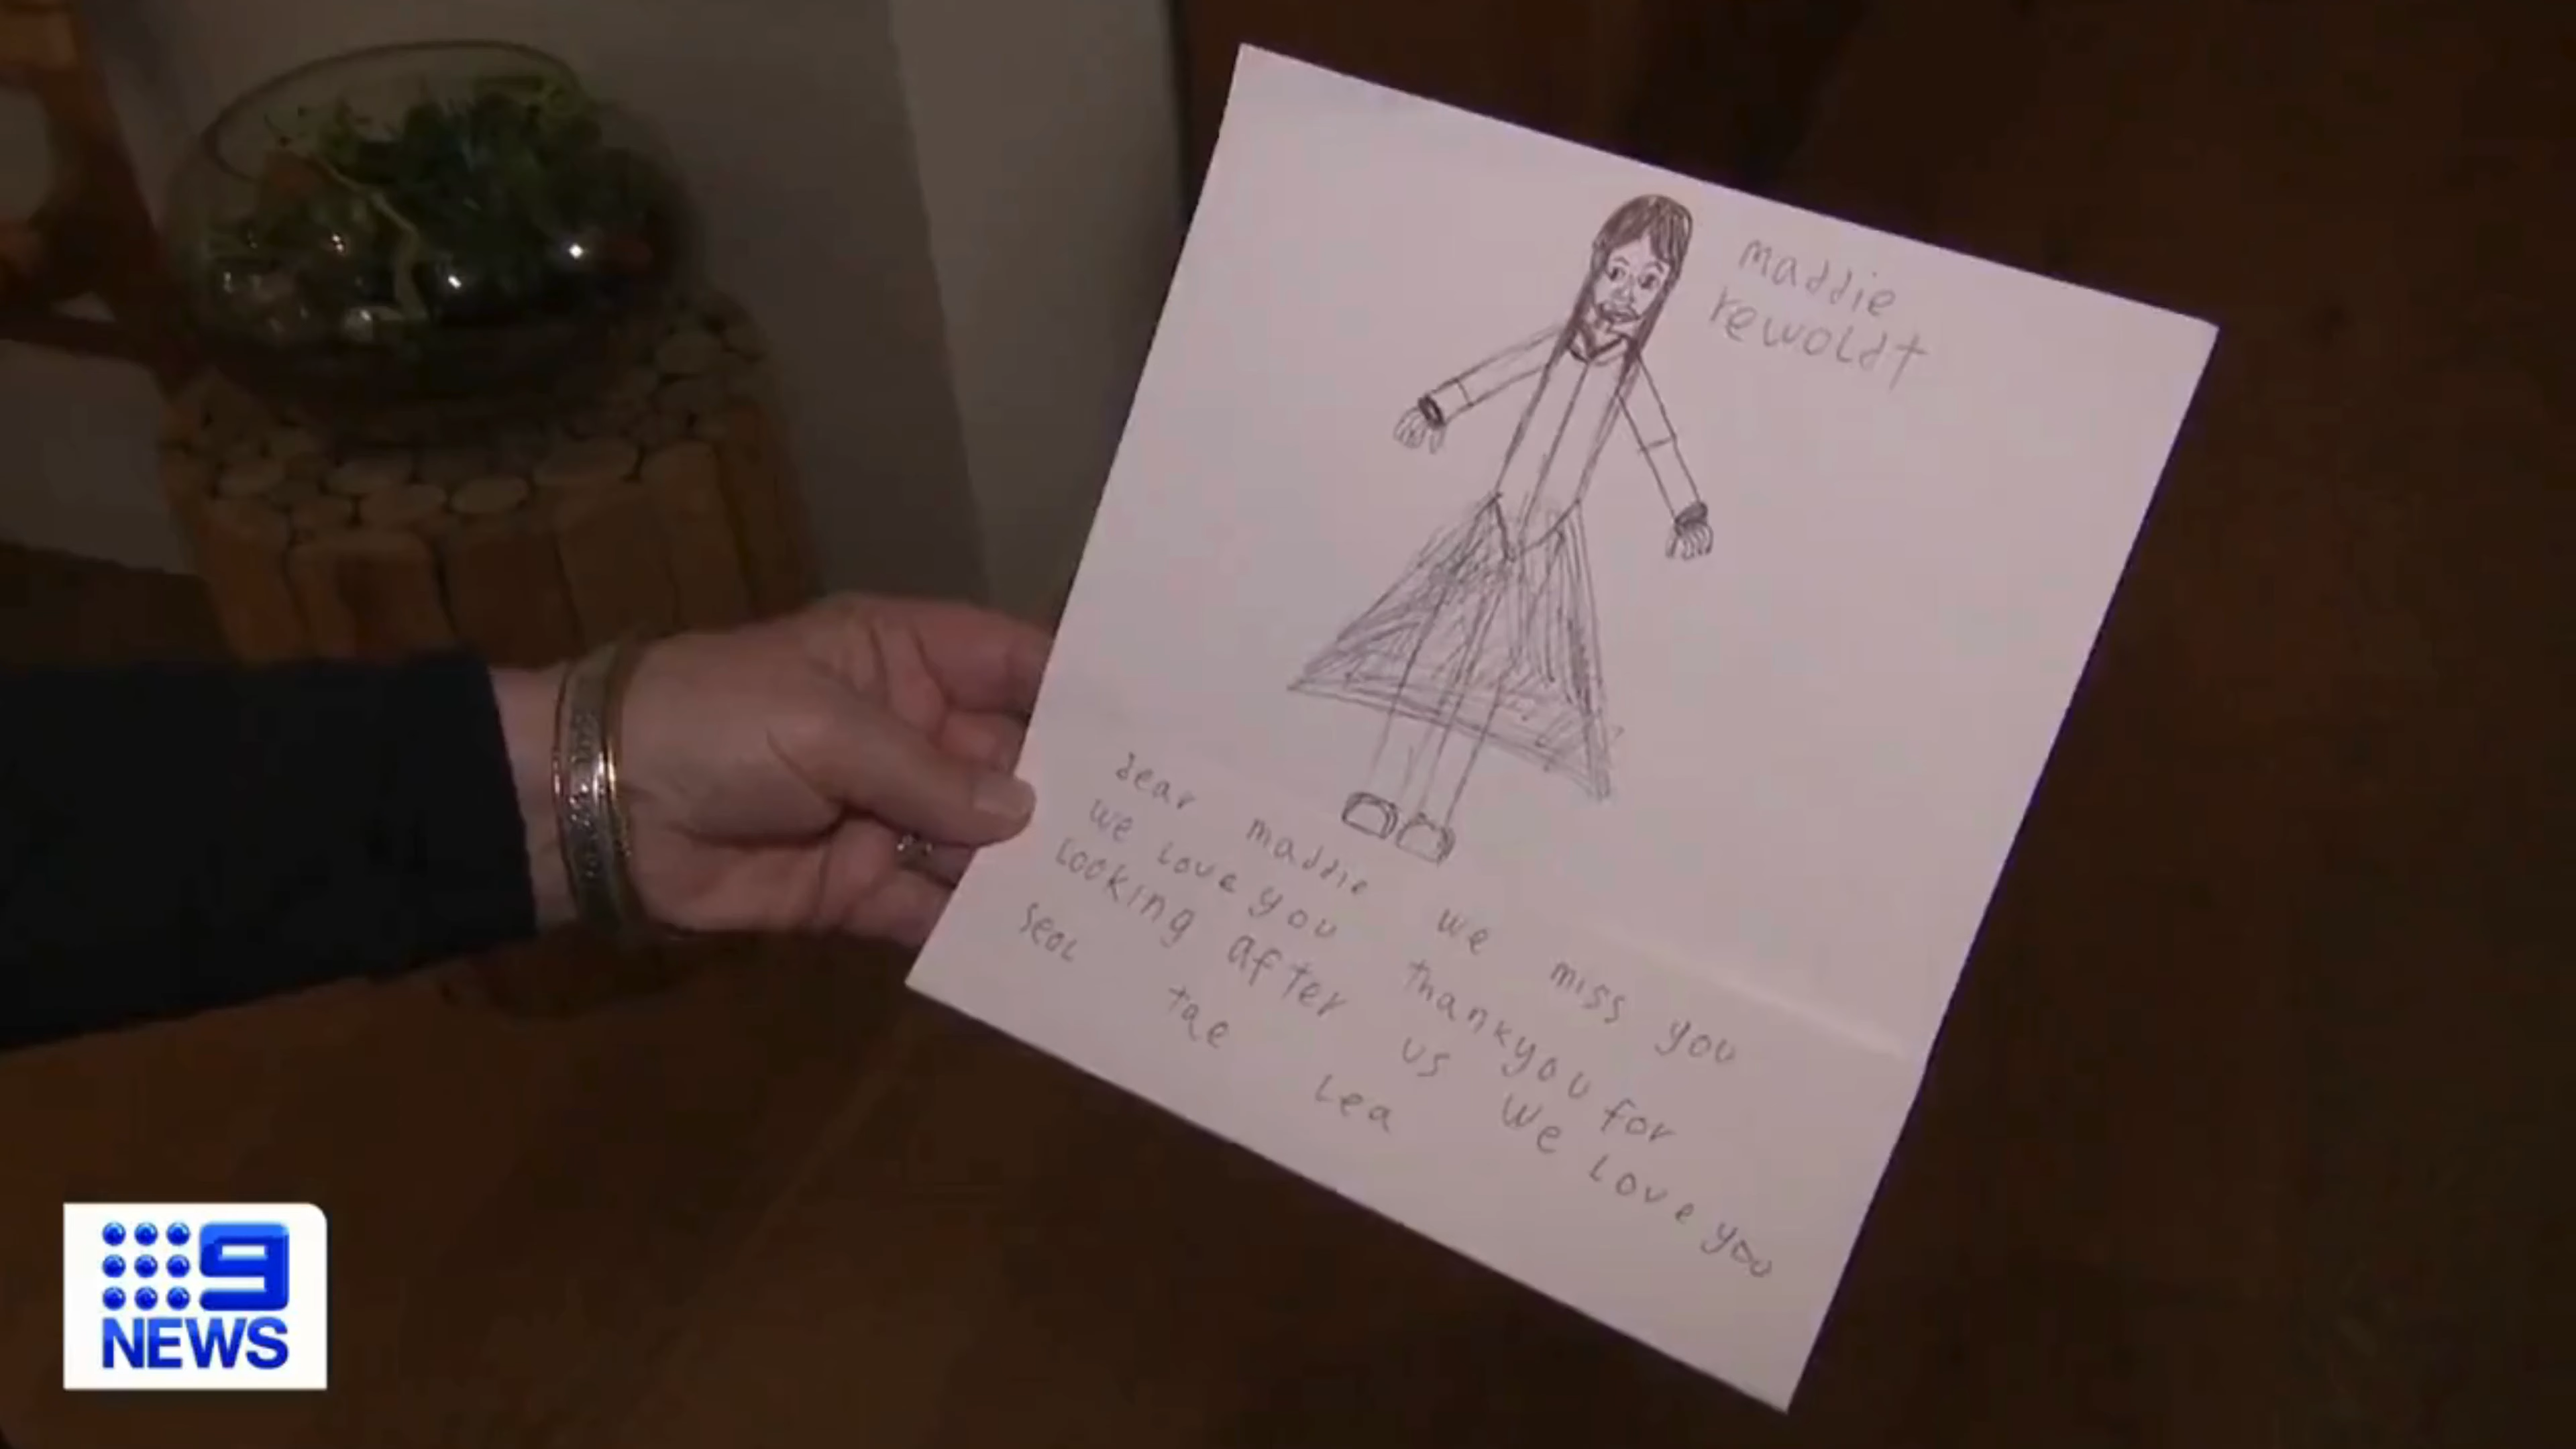 maddie
rewoldt
dear maddie we miss you
we love you thankyou for
looking after us we love you
seol tae lea
9
NEWS